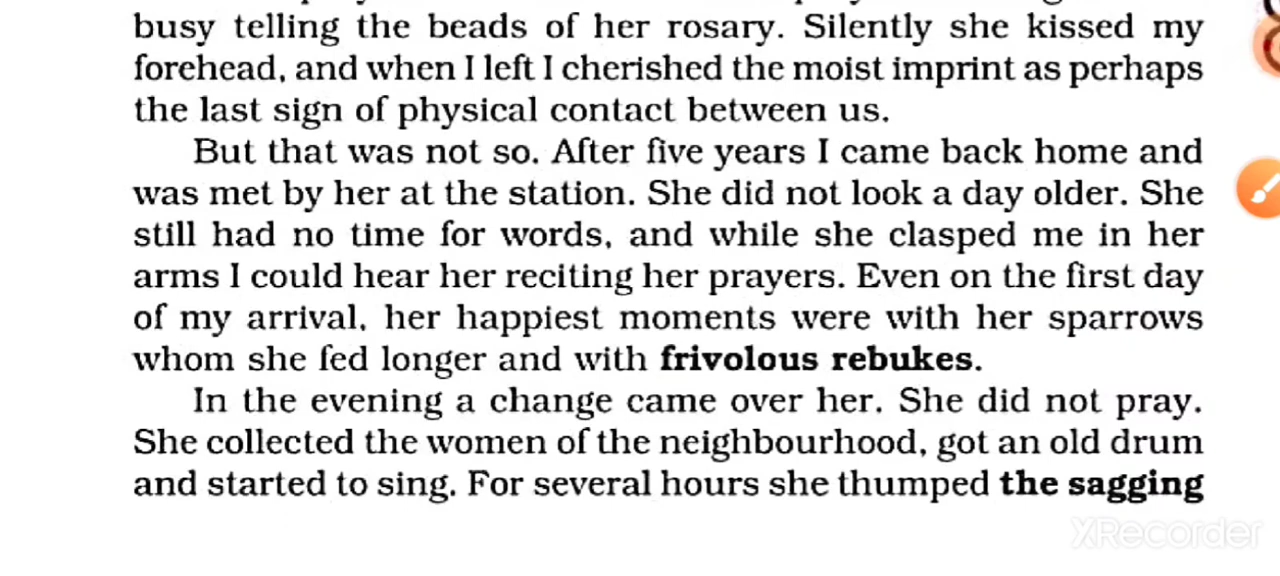 busy telling the beads of her rosary. Silently she kissed my
forehead, and when I left I cherished the moist imprint as perhaps
the last sign of physical contact between us.
But that was not so. After five years I came back home and
was met by her at the station. She did not look a day older. She
still had no time for words, and while she clasped me in her
arms I could hear her reciting her prayers. Even on the first day
of my arrival, her happiest moments were with her sparrows
whom she fed longer and with frivolous rebukes.
In the evening a change came over her. She did not pray.
She collected the women of the neighbourhood, got an old drum
and started to sing. For several hours she thumped the sagging
XRecorder